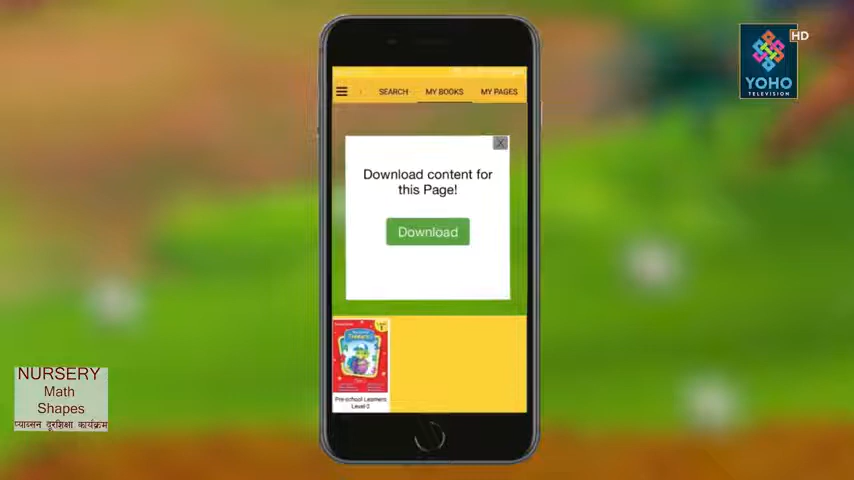 HD
YOHO
TELEVISION
SEARCH MY BOOKS MY PAGES
X
Download content for
this Page!
Download
Pre-school Learners
Level-2
NURSERY
Math
Shapes
प्याब्सन दूरशिक्षा कार्यक्रम